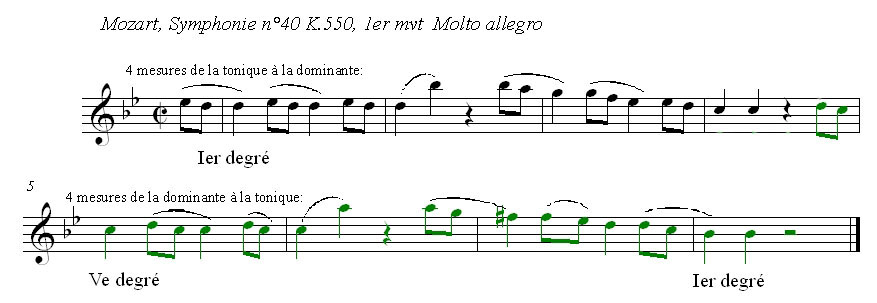 Mozart, Symphonie n°40 K.550, 1er mvt  Molto allegro
4 mesures de la tonique à la dominante:
Ier degré
5
4 mesures de la dominante à la tonique:
Ve degré
Ier degré